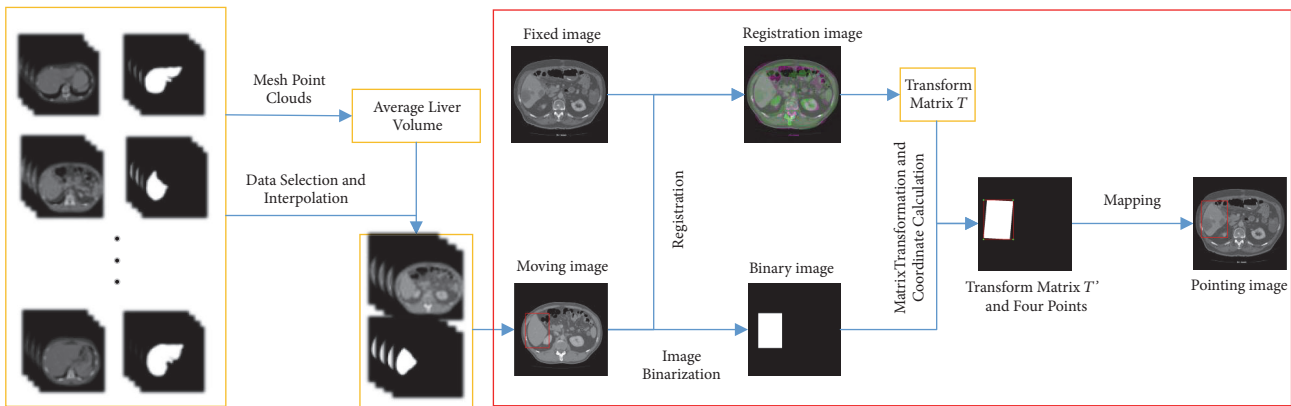 Mesh Point
Clouds
Average Liver
Volume
Data Selection and
Interpolation
Fixed image
Registration image
Transform
Matrix T
Registration
MatrixTransformation and
Coordinate Calculation
Moving image
Binary image
Image
Binarization
Transform Matrix T’
and Four Points
Mapping
Pointing image